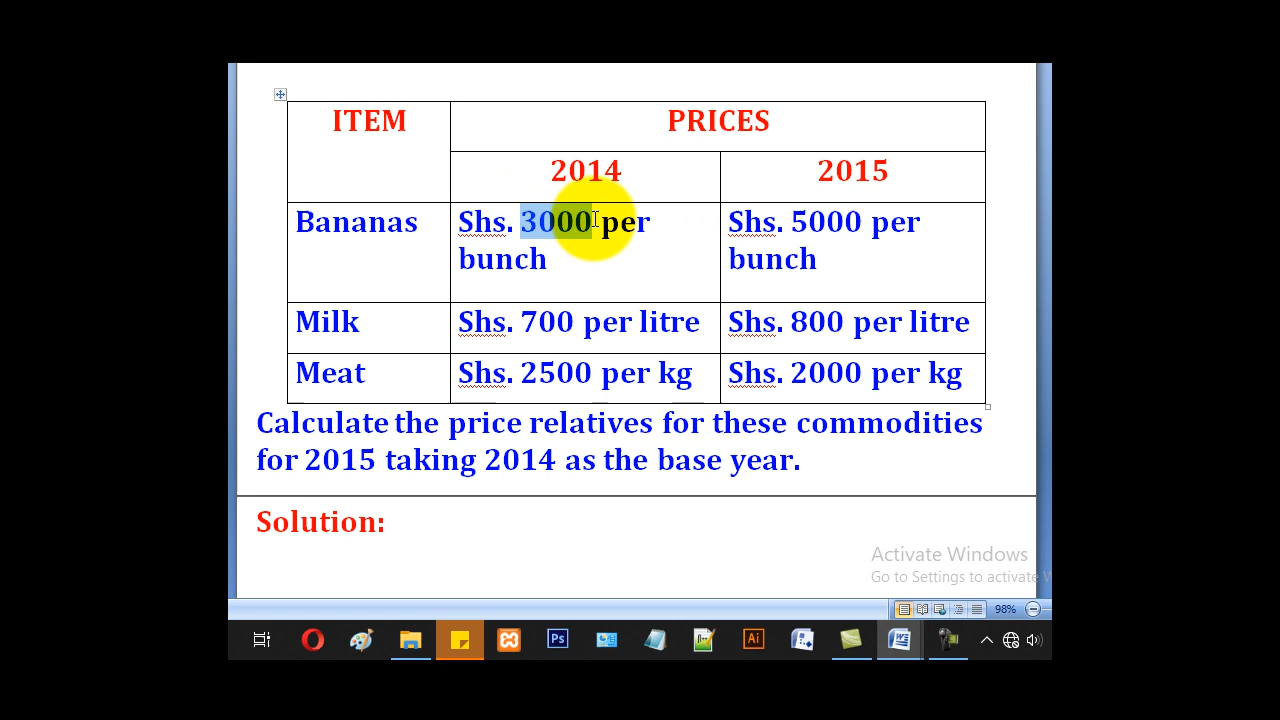 ITEM PRICES
2014 2015
Bananas Shs. 3000 per Shs. 5000 per
bunch bunch
Milk Shs. 700 per litre Shs. 800 per litre
Meat Shs. 2500 per kg Shs. 2000 per kg
Calculate the price relatives for these commodities
for 2015 taking 2014 as the base year.
Solution:
Activate Windows
Go to Settings to activate W
98%
Ps Ai W